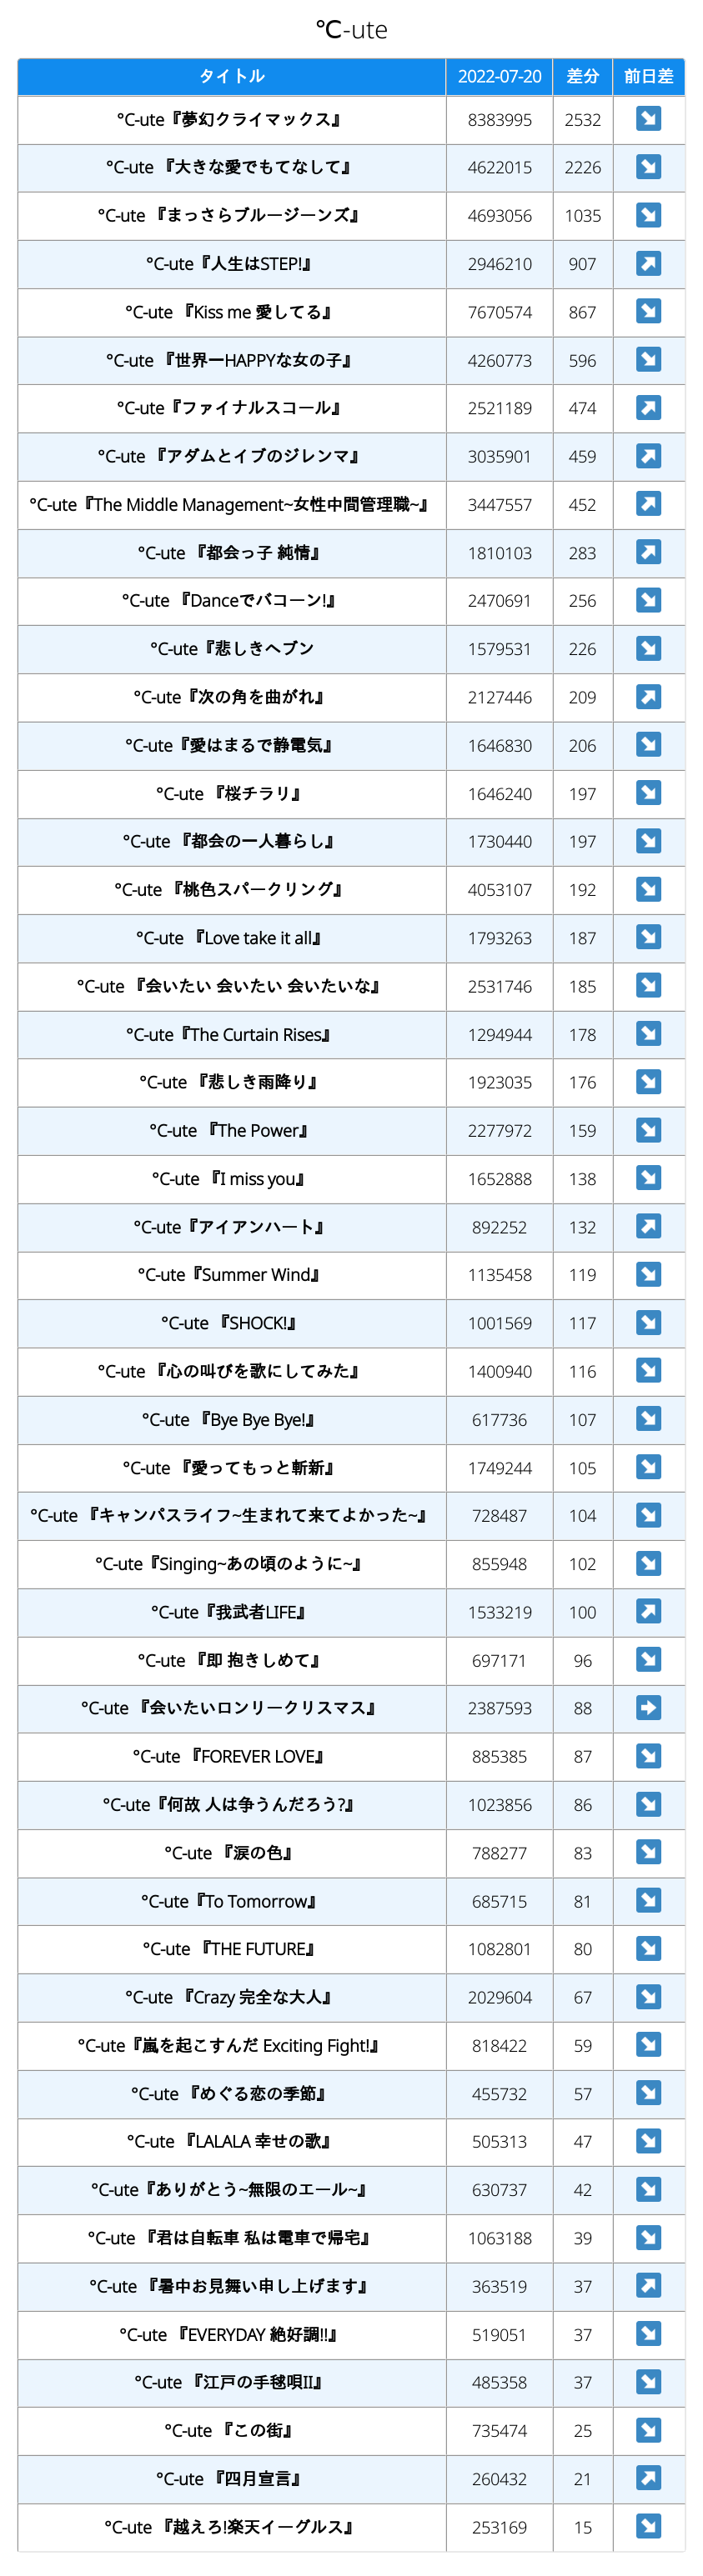 ℃-ute
タイトル 2022-07-20 差分 前日差
°C-ute『夢幻クライマックス』 8383995 2532 ↘
°C-ute 『大きな愛でもてなして』 4622015 2226 ↘
°C-ute 『まっさらブルージーンズ』 4693056 1035 ↘
°C-ute『人生はSTEP!』 2946210 907 ↗
°C-ute 『Kiss me 愛してる』 7670574 867 ↘
°C-ute 『世界一HAPPYな女の子』 4260773 596 ↘
°C-ute『ファイナルスコール』 2521189 474 ↗
°C-ute 『アダムとイブのジレンマ』 3035901 459 ↗
°C-ute『The Middle Management~女性中間管理職~』 3447557 452 ↗
°C-ute 『都会っ子 純情』 1810103 283 ↗
°C-ute 『Danceでバコーン!』 2470691 256 ↘
°C-ute『悲しきヘブン 1579531 226 ↘
°C-ute『次の角を曲がれ』 2127446 209 ↗
°C-ute『愛はまるで静電気』 1646830 206 ↘
°C-ute 『桜チラリ』 1646240 197 ↘
°C-ute 『都会の一人暮らし』 1730440 197 ↘
°C-ute 『桃色スパークリング』 4053107 192 ↘
°C-ute 『Love take it all』 1793263 187 ↘
°C-ute 『会いたい 会いたい 会いたいな』 2531746 185 ↘
°C-ute『The Curtain Rises』 1294944 178 ↘
°C-ute 『悲しき雨降り』 1923035 176 ↘
°C-ute 『The Power』 2277972 159 ↘
°C-ute 『I miss you』 1652888 138 ↘
°C-ute『アイアンハート』 892252 132 ↗
°C-ute『Summer Wind』 1135458 119 ↘
°C-ute 『SHOCK!』 1001569 117 ↘
°C-ute 『心の叫びを歌にしてみた』 1400940 116 ↘
°C-ute 『Bye Bye Bye!』 617736 107 ↘
°C-ute 『愛ってもっと斬新』 1749244 105 ↘
°C-ute 『キャンパスライフ~生まれて来てよかった~』 728487 104 ↘
°C-ute『Singing~あの頃のように~』 855948 102 ↘
°C-ute『我武者LIFE』 1533219 100 ↗
°C-ute 『即 抱きしめて』 697171 96 ↘
°C-ute 『会いたいロンリークリスマス』 2387593 88 ➡
°C-ute 『FOREVER LOVE』 885385 87 ↘
°C-ute『何故 人は争うんだろう?』 1023856 86 ↘
°C-ute 『涙の色』 788277 83 ↘
°C-ute『To Tomorrow』 685715 81 ↘
°C-ute 『THE FUTURE』 1082801 80 ↘
°C-ute 『Crazy 完全な大人』 2029604 67 ↘
°C-ute『嵐を起こすんだ Exciting Fight!』 818422 59 ↘
°C-ute 『めぐる恋の季節』 455732 57 ↘
°C-ute 『LALALA 幸せの歌』 505313 47 ↘
°C-ute『ありがとう~無限のエール~』 630737 42 ↘
°C-ute 『君は自転車 私は電車で帰宅』 1063188 39 ↘
°C-ute 『暑中お見舞い申し上げます』 363519 37 ↗
°C-ute 『EVERYDAY 絶好調!!』 519051 37 ↘
°C-ute 『江戸の手毬唄II』 485358 37 ↘
°C-ute 『この街』 735474 25 ↘
°C-ute 『四月宣言』 260432 21 ↗
°C-ute 『越えろ!楽天イーグルス』 253169 15 ↘